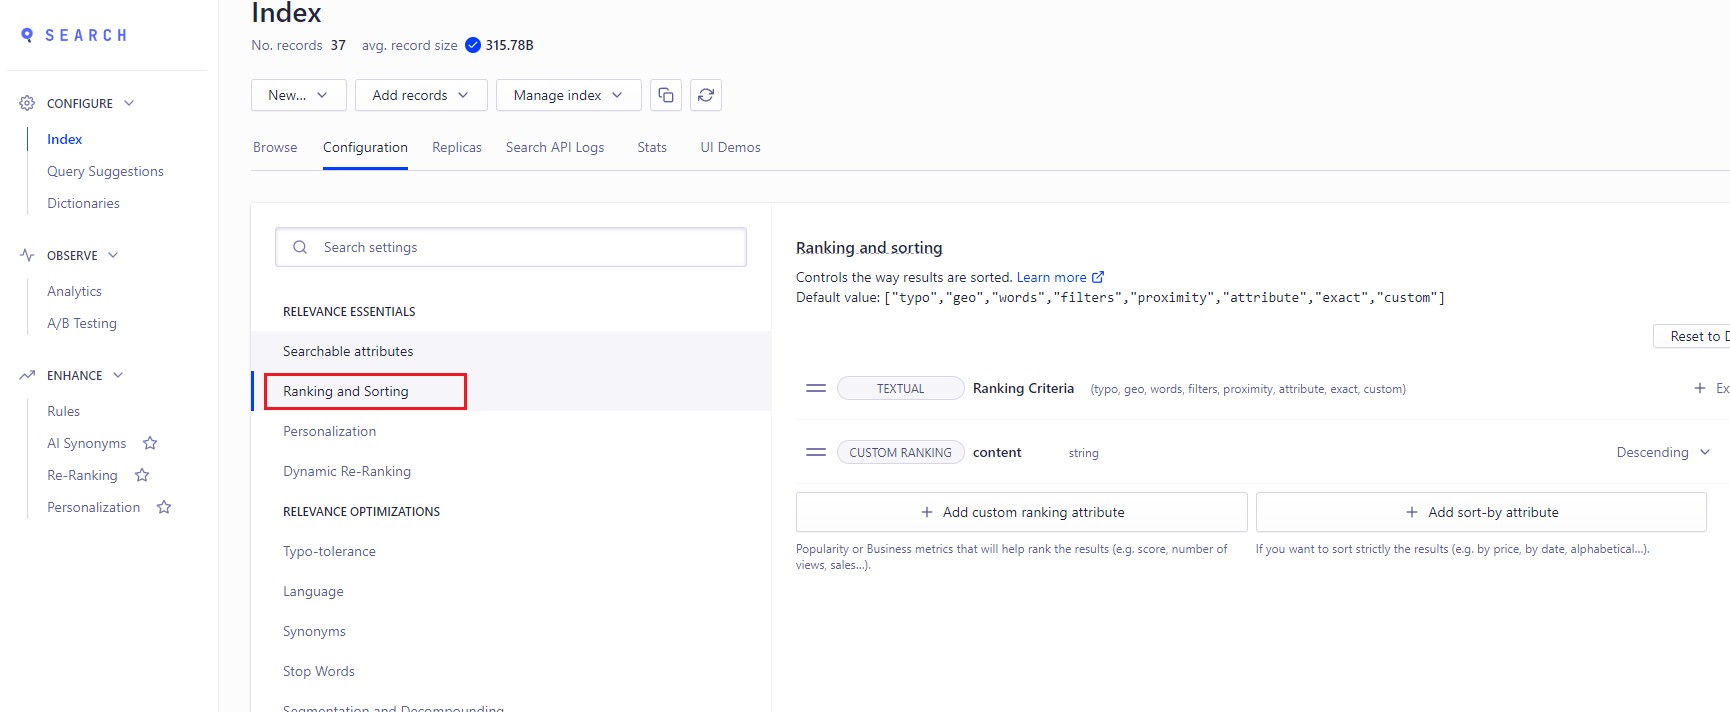 SEARCH
CONFIGURE
Index
Query Suggestions
Dictionaries
OBSERVE
Analytics
A/B Testing
ENHANCE
Rules
AI Synonyms
Re-Ranking
Personalization
Index
No. records 37 avg. record size 315.78B
New... Add records Manage index
Browse Configuration Replicas Search API Logs Stats UI Demos
Search settings
RELEVANCE ESSENTIALS
Searchable attributes
Ranking and Sorting
Personalization
Dynamic Re-Ranking
RELEVANCE OPTIMIZATIONS
Typo-tolerance
Language
Synonyms
Stop Words
Segmentation and Decompounding
Ranking and sorting
Controls the way results are sorted. Learn more
Default value: ["typo","geo","words","filters","proximity","attribute","exact","custom"]
Reset to D
TEXTUAL Ranking Criteria (typo, geo, words, filters, proximity, attribute, exact, custom) + Ex
CUSTOM RANKING content string Descending
+ Add custom ranking attribute + Add sort-by attribute
Popularity or Business metrics that will help rank the results (e.g. score, number of
views, sales...).
If you want to sort strictly the results (e.g. by price, by date, alphabetical...).